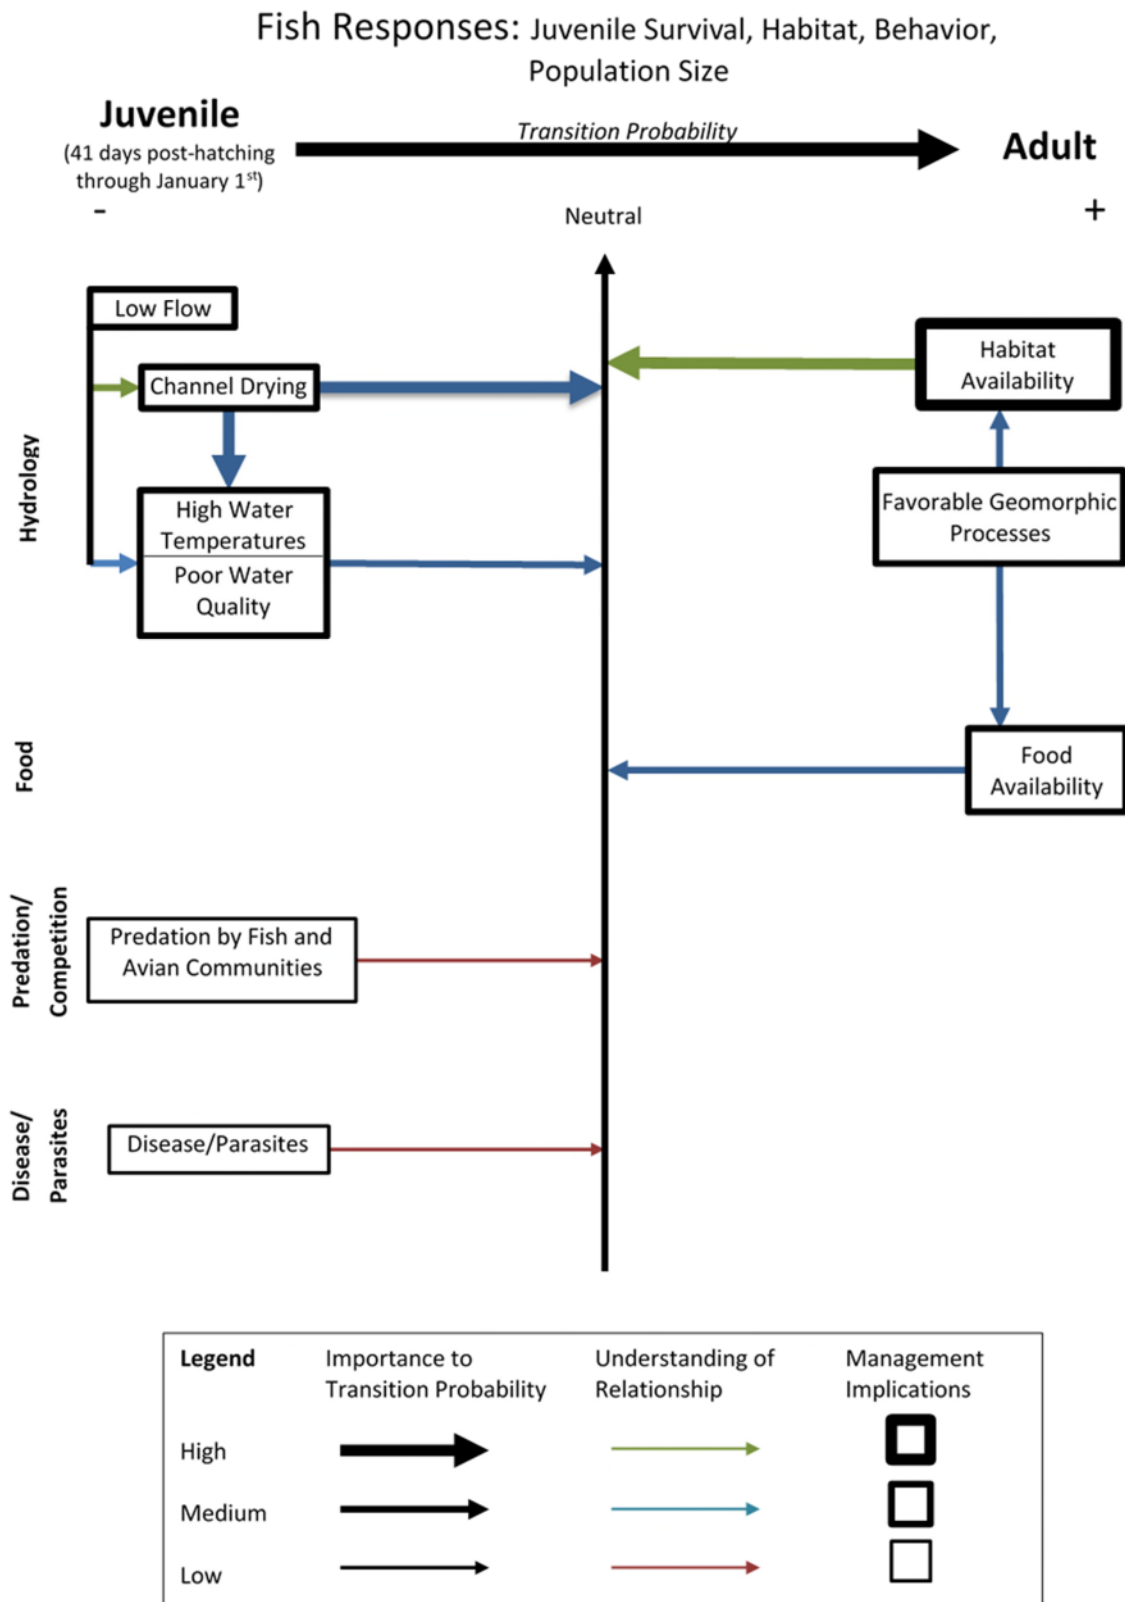 Fish Responses: Juvenile Survival, Habitat, Behavior,
Population Size
Juvenile
(41 days post-hatching
through January 1st)
Transition Probability
Adult
-
Neutral
+
Hydrology
Low Flow
Channel Drying
High Water
Temperatures
Poor Water
Quality
Habitat
Availability
Favorable Geomorphic
Processes
Food
Food
Availability
Predation/
Competition
Predation by Fish and
Avian Communities
Disease/
Parasites
Disease/Parasites
Legend
Importance to
Transition Probability
Understanding of
Relationship
Management
Implications
High
Medium
Low